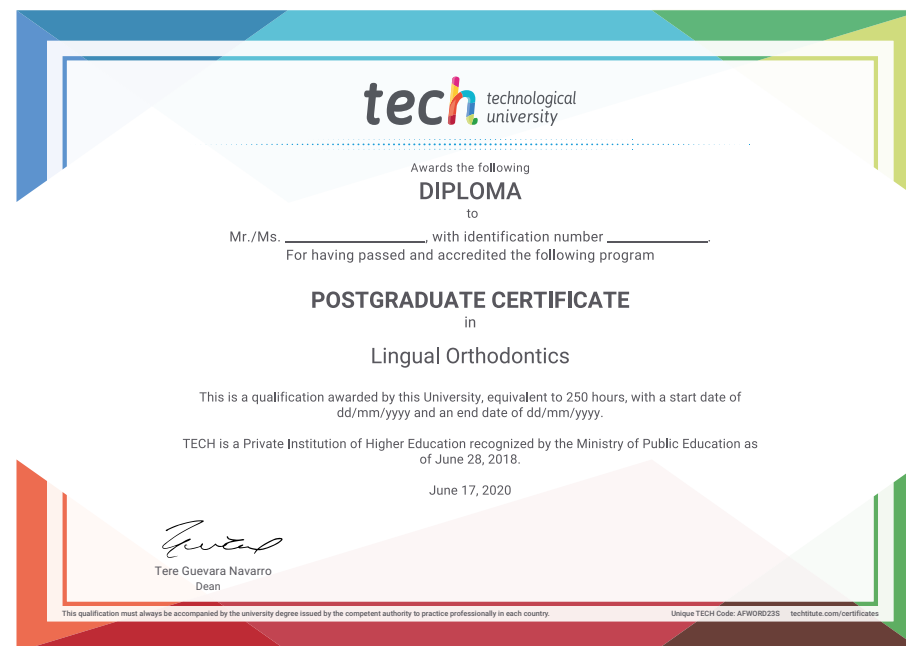 tech technological
university
Awards the following
DIPLOMA
to
Mr./Ms. ____________________, with identification number ______________.
For having passed and accredited the following program
POSTGRADUATE CERTIFICATE
in
Lingual Orthodontics
This is a qualification awarded by this University, equivalent to 250 hours, with a start date of
dd/mm/yyyy and an end date of dd/mm/yyyy.
TECH is a Private Institution of Higher Education recognized by the Ministry of Public Education as
of June 28, 2018.
June 17, 2020
Tere Guevara Navarro
Dean
This qualification must always be accompanied by the university degree issued by the competent authority to practice professionally in each country. Unique TECH Code: AFWORD23S techtitute.com/certificates